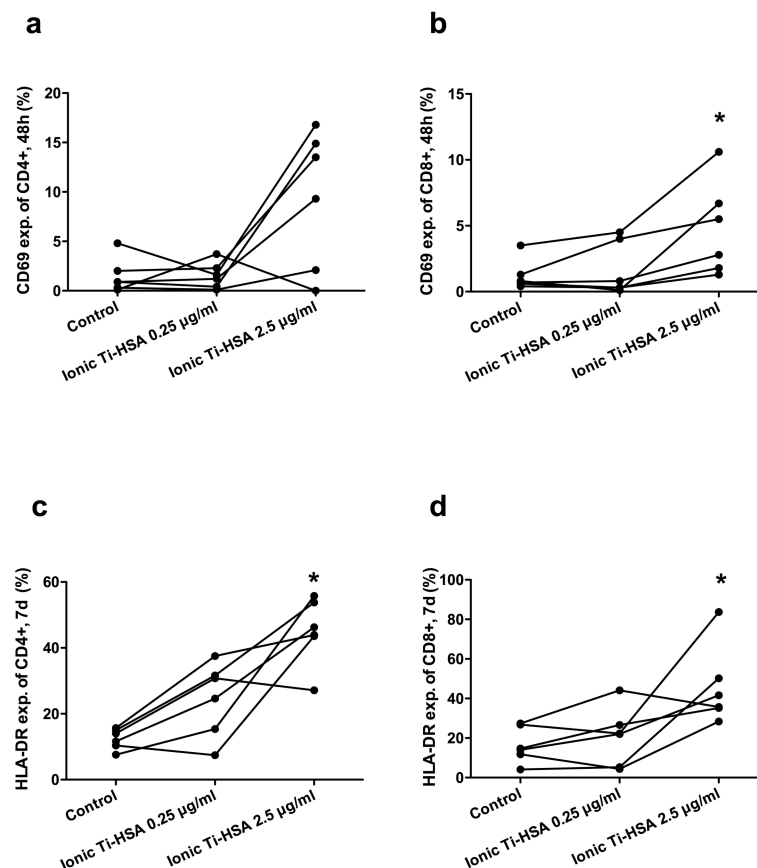 a
CD69 exp. of CD4+, 48h (%)
20
15
10
5
0
Control
Ionic Ti-HSA 0.25 µg/ml
Ionic Ti-HSA 2.5 µg/ml
b
CD69 exp. of CD8+, 48h (%)
15
10
5
0
*
Control
Ionic Ti-HSA 0.25 µg/ml
Ionic Ti-HSA 2.5 µg/ml
c
HLA-DR exp. of CD4+, 7d (%)
60
40
20
0
*
Control
Ionic Ti-HSA 0.25 µg/ml
Ionic Ti-HSA 2.5 µg/ml
d
HLA-DR exp. of CD8+, 7d (%)
100
80
60
40
20
0
*
Control
Ionic Ti-HSA 0.25 µg/ml
Ionic Ti-HSA 2.5 µg/ml